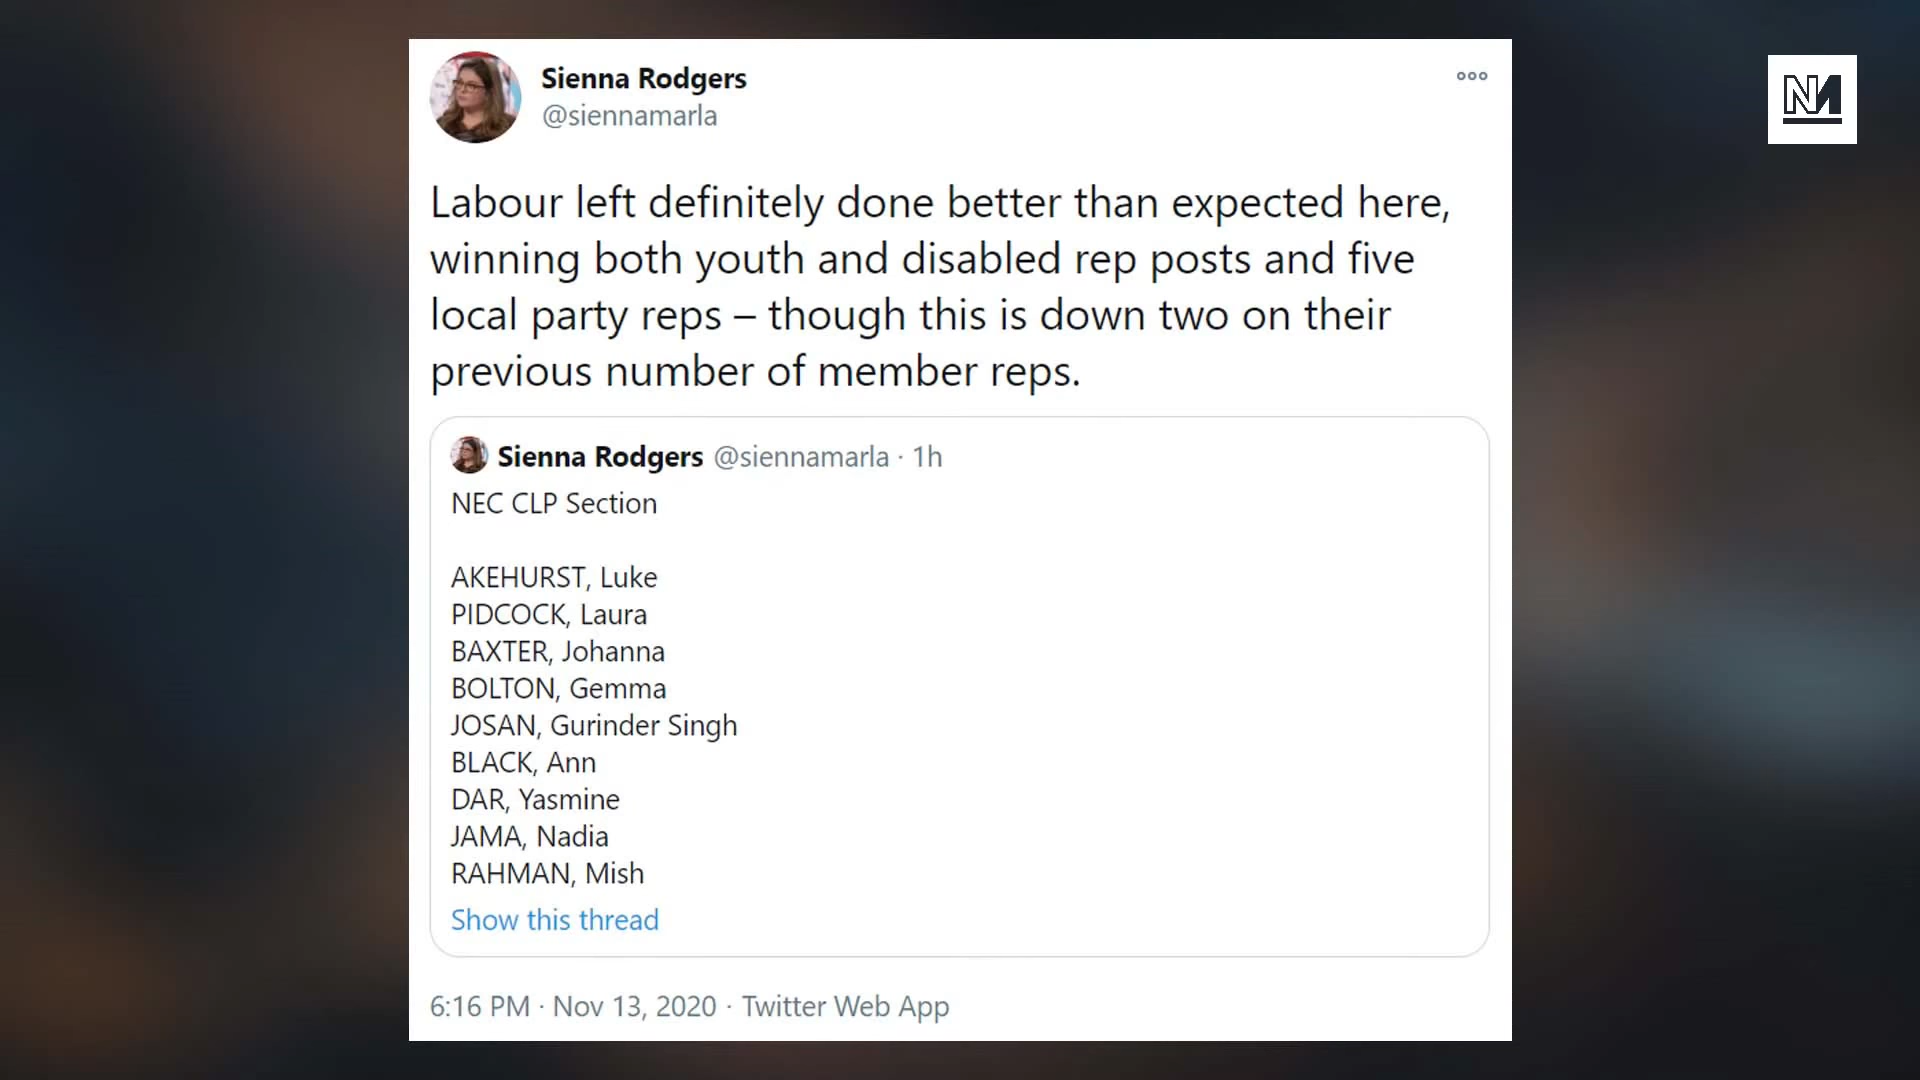 Sienna Rodgers
@siennamarla
Labour left definitely done better than expected here,
winning both youth and disabled rep posts and five
local party reps – though this is down two on their
previous number of member reps.
Sienna Rodgers @siennamarla · 1h
NEC CLP Section
AKEHURST, Luke
PIDCOCK, Laura
BAXTER, Johanna
BOLTON, Gemma
JOSAN, Gurinder Singh
BLACK, Ann
DAR, Yasmine
JAMA, Nadia
RAHMAN, Mish
Show this thread
6:16 PM · Nov 13, 2020 · Twitter Web App
NM